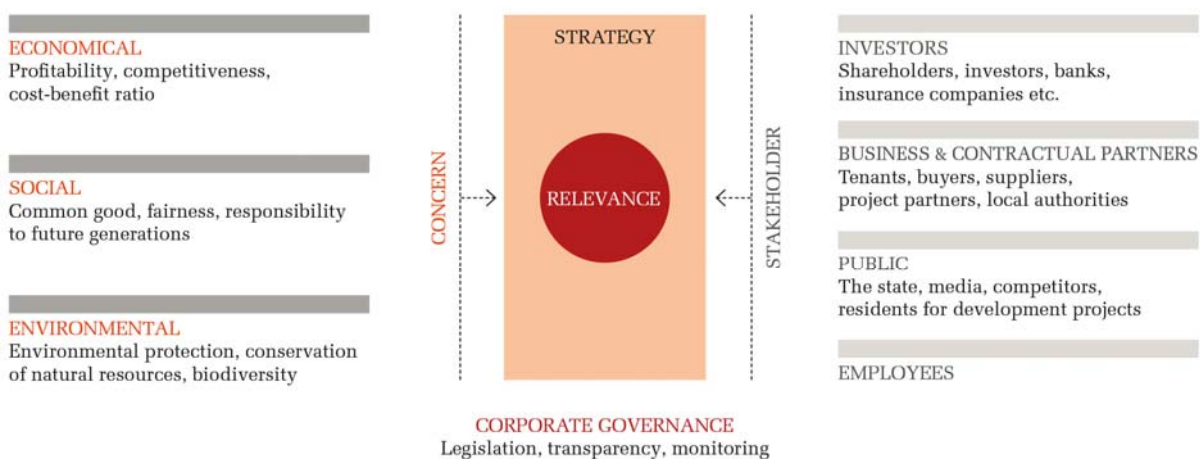 ECONOMICAL
Profitability, competitiveness,
cost-benefit ratio
SOCIAL
Common good, fairness, responsibility
to future generations
ENVIRONMENTAL
Environmental protection, conservation
of natural resources, biodiversity
CONCERN
STRATEGY
RELEVANCE
STAKEHOLDER
INVESTORS
Shareholders, investors, banks,
insurance companies etc.
BUSINESS & CONTRACTUAL PARTNERS
Tenants, buyers, suppliers,
project partners, local authorities
PUBLIC
The state, media, competitors,
residents for development projects
EMPLOYEES
CORPORATE GOVERNANCE
Legislation, transparency, monitoring